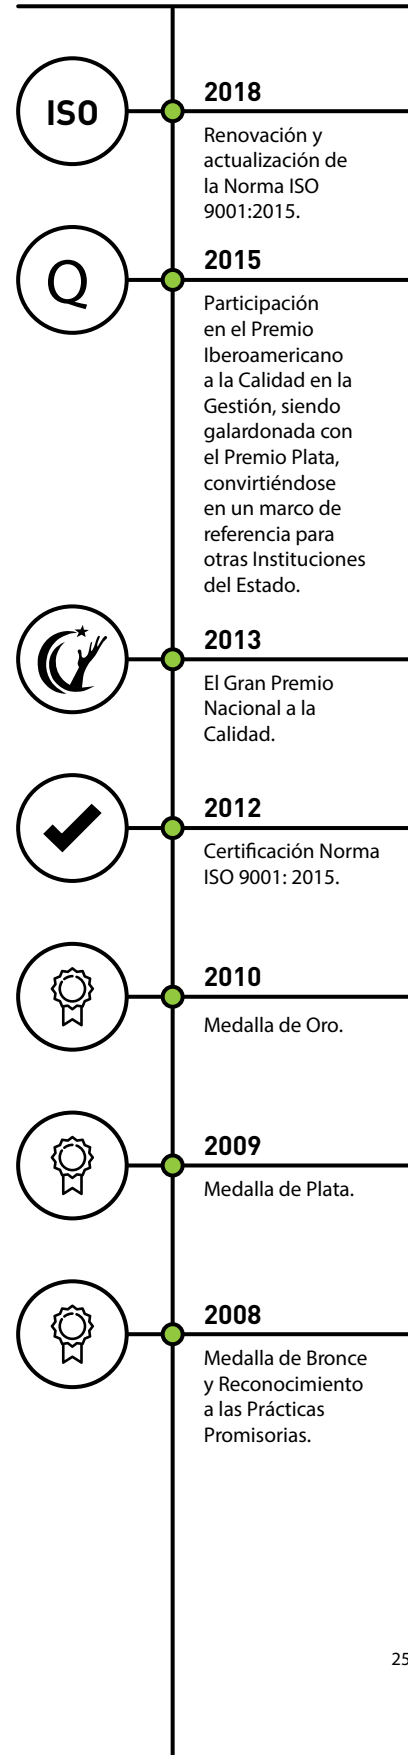 ISO
2018
Renovación y
actualización de
la Norma ISO
9001:2015.
Q
2015
Participación
en el Premio
Iberoamericano
a la Calidad en la
Gestión, siendo
galardonada con
el Premio Plata,
convirtiéndose
en un marco de
referencia para
otras Instituciones
del Estado.
2013
El Gran Premio
Nacional a la
Calidad.
2012
Certificación Norma
ISO 9001: 2015.
2010
Medalla de Oro.
2009
Medalla de Plata.
2008
Medalla de Bronce
y Reconocimiento
a las Prácticas
Promisorias.
25